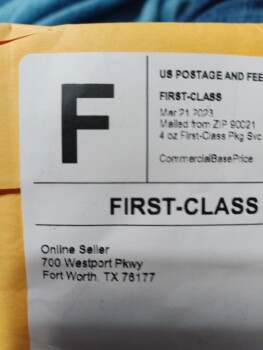 F
US POSTAGE AND FEE
FIRST-CLASS
Mar 21 2023
Mailed from ZIP 90021
4 oz First-Class Pkg Svc
CommercialBasePrice
FIRST-CLASS
Online Seller
700 Westport Pkwy
Fort Worth, TX 76177